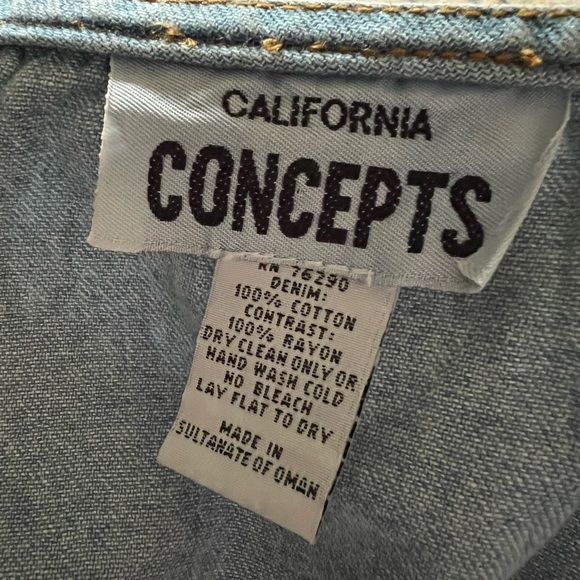 CALIFORNIA
CONCEPTS
RN 76290
DENIM:
100% COTTON
CONTRAST:
100% RAYON
DRY CLEAN ONLY OR
HAND WASH COLD
NO BLEACH
LAY FLAT TO DRY
MADE IN
SULTANATE OF OMAN